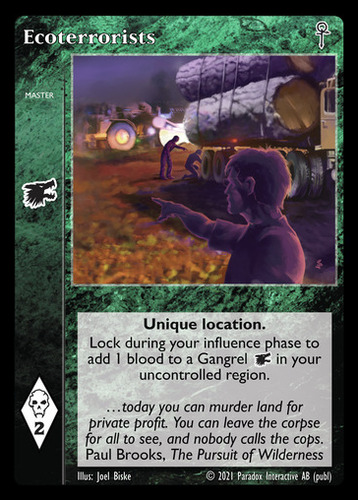 Ecoterrorists
MASTER
Unique location.
Lock during your influence phase to
add 1 blood to a Gangrel in your
uncontrolled region.
…today you can murder land for
private profit. You can leave the corpse
for all to see, and nobody calls the cops.
Paul Brooks, The Pursuit of Wilderness
2
Illus: Joel Biske © 2021 Paradox Interactive AB (publ)